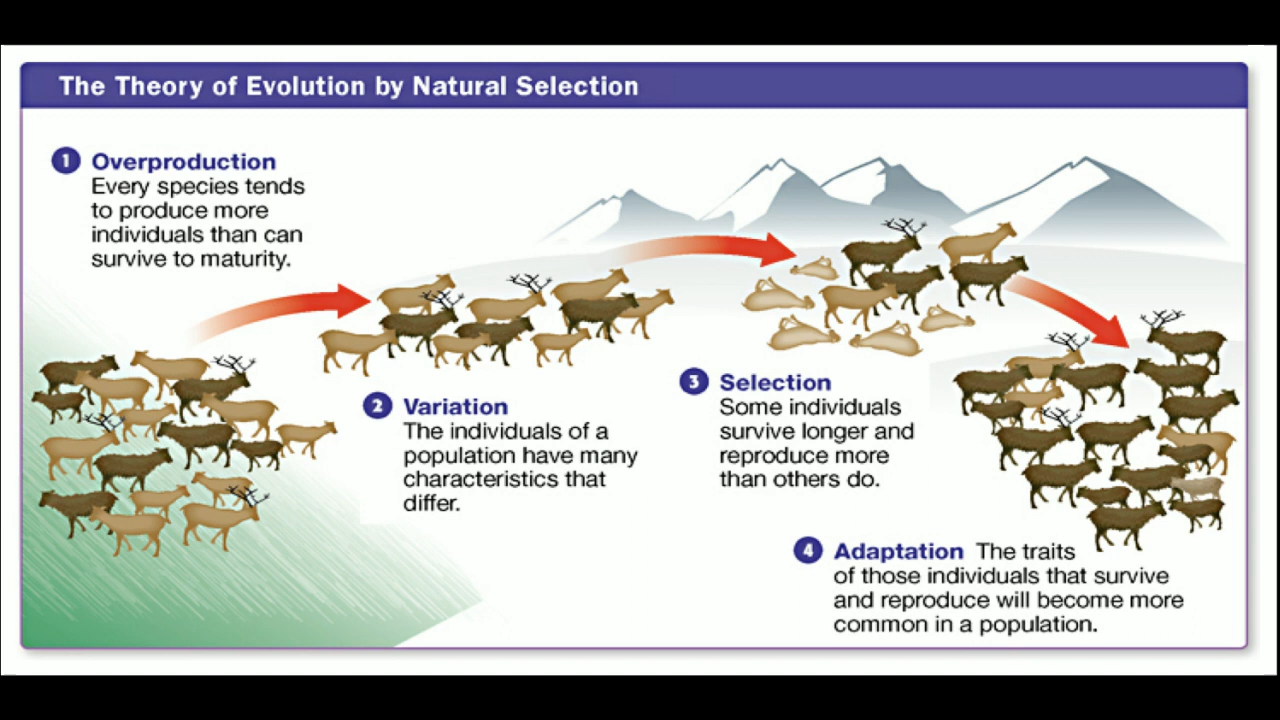 The Theory of Evolution by Natural Selection
1 Overproduction
Every species tends
to produce more
individuals than can
survive to maturity.
2 Variation
The individuals of a
population have many
characteristics that
differ.
3 Selection
Some individuals
survive longer and
reproduce more
than others do.
4 Adaptation The traits
of those individuals that survive
and reproduce will become more
common in a population.